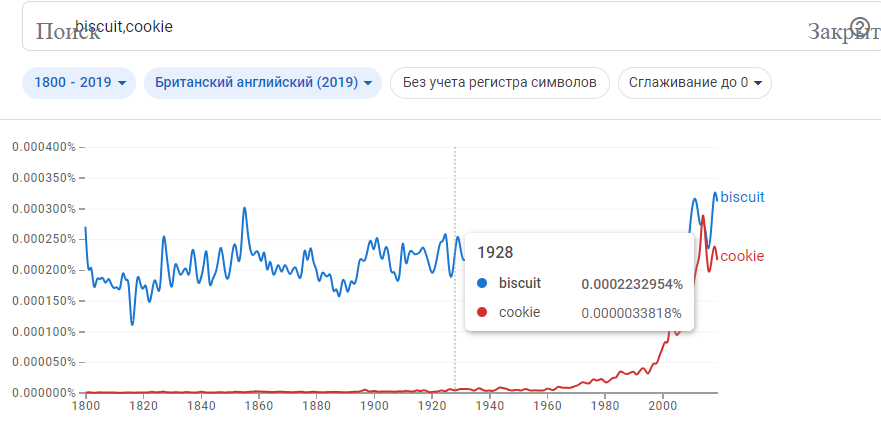 biscuit,cookie
Поиск
Закрыт
1800 - 2019
Британский английский (2019)
Без учета регистра символов
Сглаживание до 0
0.000400%
0.000350%
0.000300%
0.000250%
0.000200%
0.000150%
0.000100%
0.000050%
0.000000%
biscuit
cookie
1928
biscuit 0.0002232954%
cookie 0.0000033818%
1800 1820 1840 1860 1880 1900 1920 1940 1960 1980 2000